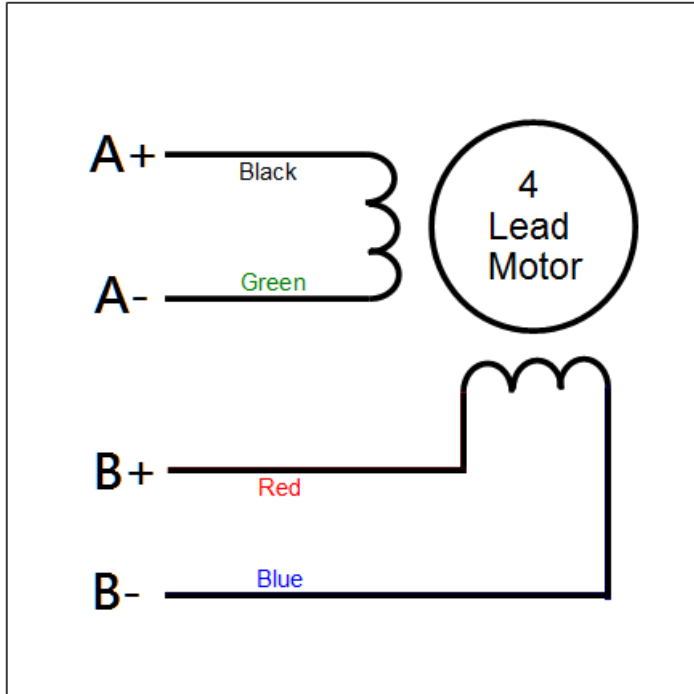 A+
Black
4
Lead
Motor
A-
Green
B+
Red
B-
Blue